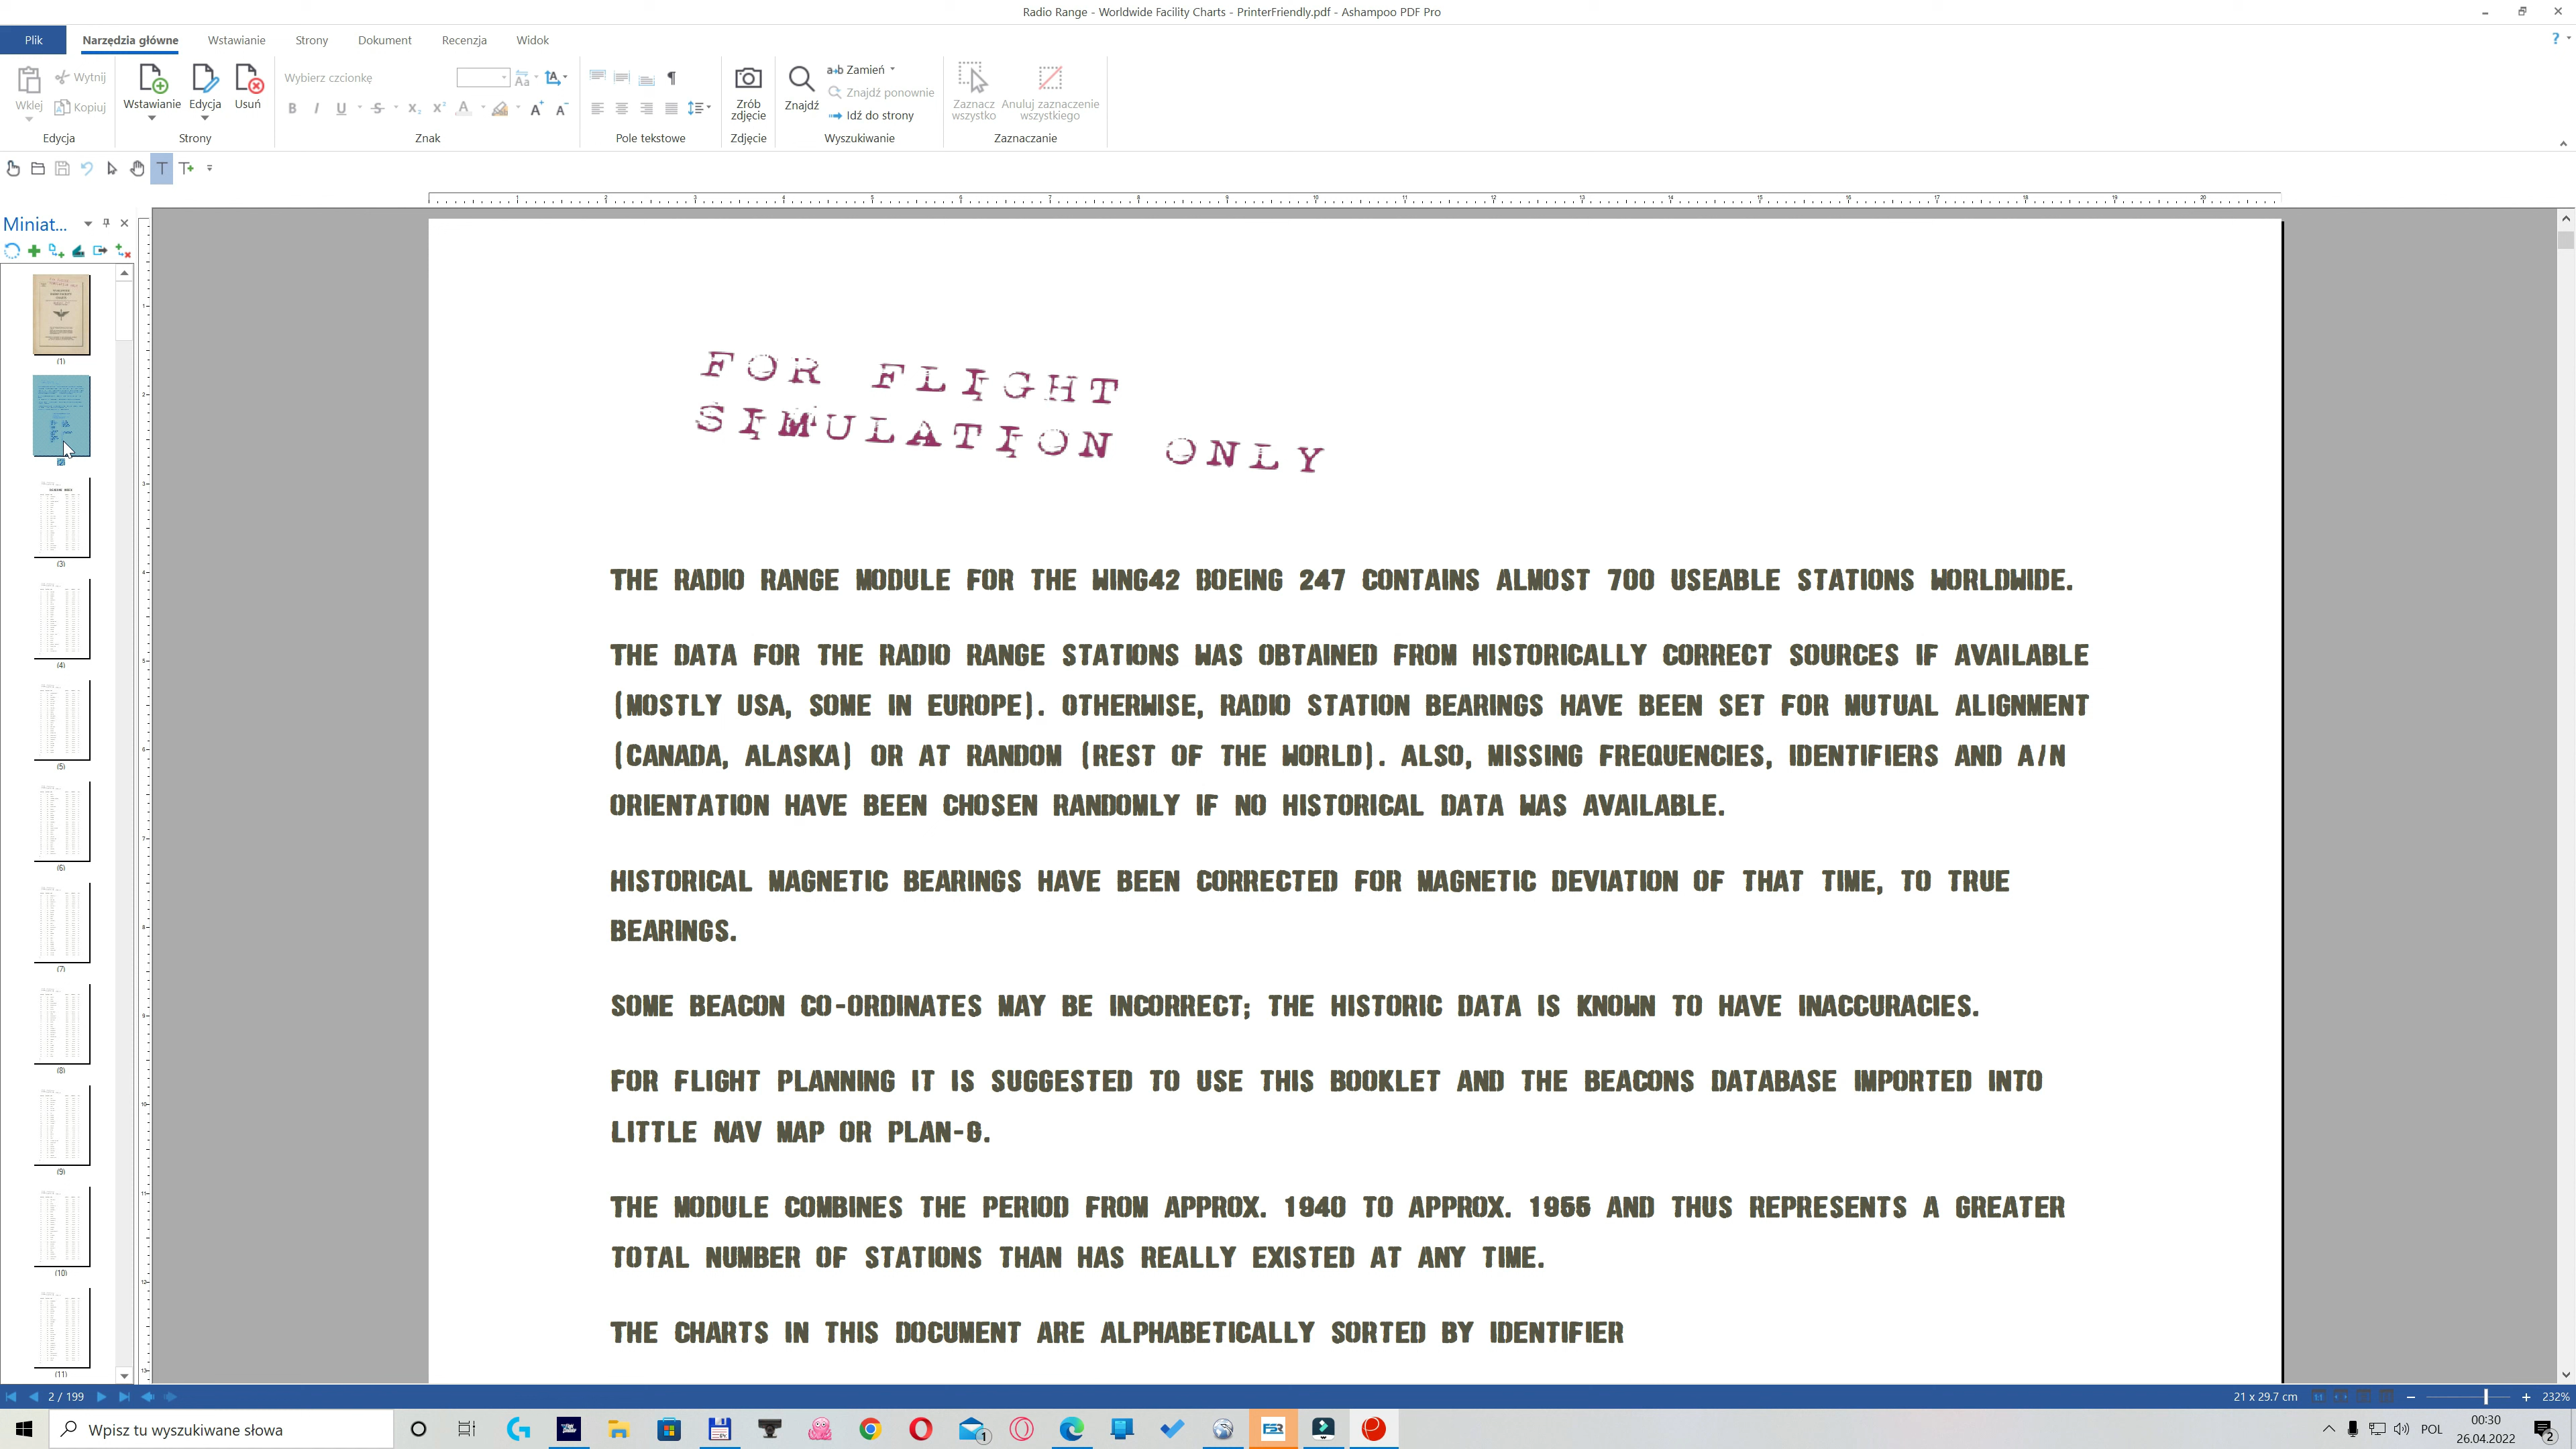 Radio Range - Worldwide Facility Charts - PrinterFriendly.pdf - Ashampoo PDF Pro
Plik Narzędzia główne Wstawianie Strony Dokument Recenzja Widok
Wklej
Wytnij
Kopiuj
Edycja
Wstawianie Edycja Usuń
Strony
Wybierz czcionkę
Znak
Pole tekstowe
Zrób zdjęcie
Zdjęcie
Znajdź
Zamień
Znajdź ponownie
Idź do strony
Wyszukiwanie
Zaznacz wszystko
Anuluj zaznaczenie wszystkiego
Zaznaczanie
Miniat...
(1)
(3)
(4)
(5)
(6)
(7)
(8)
(9)
(10)
(11)
FOR FLIGHT
SIMULATION ONLY
THE RADIO RANGE MODULE FOR THE WING42 BOEING 247 CONTAINS ALMOST 700 USEABLE STATIONS WORLDWIDE.
THE DATA FOR THE RADIO RANGE STATIONS WAS OBTAINED FROM HISTORICALLY CORRECT SOURCES IF AVAILABLE
(MOSTLY USA, SOME IN EUROPE). OTHERWISE, RADIO STATION BEARINGS HAVE BEEN SET FOR MUTUAL ALIGNMENT
(CANADA, ALASKA) OR AT RANDOM (REST OF THE WORLD). ALSO, MISSING FREQUENCIES, IDENTIFIERS AND A/N
ORIENTATION HAVE BEEN CHOSEN RANDOMLY IF NO HISTORICAL DATA WAS AVAILABLE.
HISTORICAL MAGNETIC BEARINGS HAVE BEEN CORRECTED FOR MAGNETIC DEVIATION OF THAT TIME, TO TRUE
BEARINGS.
SOME BEACON CO-ORDINATES MAY BE INCORRECT; THE HISTORIC DATA IS KNOWN TO HAVE INACCURACIES.
FOR FLIGHT PLANNING IT IS SUGGESTED TO USE THIS BOOKLET AND THE BEACONS DATABASE IMPORTED INTO
LITTLE NAV MAP OR PLAN-G.
THE MODULE COMBINES THE PERIOD FROM APPROX. 1940 TO APPROX. 1955 AND THUS REPRESENTS A GREATER
TOTAL NUMBER OF STATIONS THAN HAS REALLY EXISTED AT ANY TIME.
THE CHARTS IN THIS DOCUMENT ARE ALPHABETICALLY SORTED BY IDENTIFIER
2 / 199
21 x 29.7 cm
232%
Wpisz tu wyszukiwane słowa
FSR
POL
00:30
26.04.2022